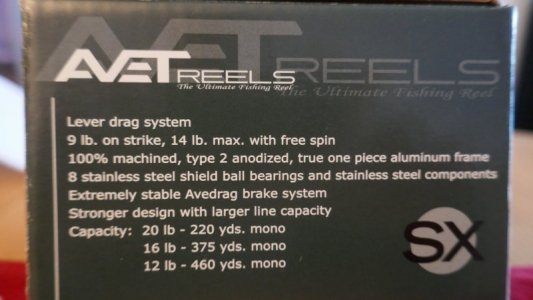 AVET REELS
The Ultimate Fishing Reel
AVET REELS
The Ultimate Fishing Reel
Lever drag system
9 lb. on strike, 14 lb. max. with free spin
100% machined, type 2 anodized, true one piece aluminum frame
8 stainless steel shield ball bearings and stainless steel components
Extremely stable Avedrag brake system
Stronger design with larger line capacity
Capacity: 20 lb - 220 yds. mono
16 lb - 375 yds. mono
12 lb - 460 yds. mono
SX